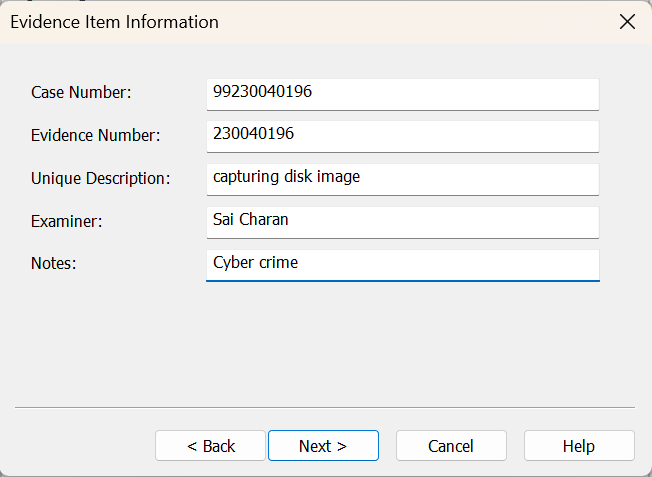 Evidence Item Information
Case Number: 99230040196
Evidence Number: 230040196
Unique Description: capturing disk image
Examiner: Sai Charan
Notes: Cyber crime
< Back Next > Cancel Help